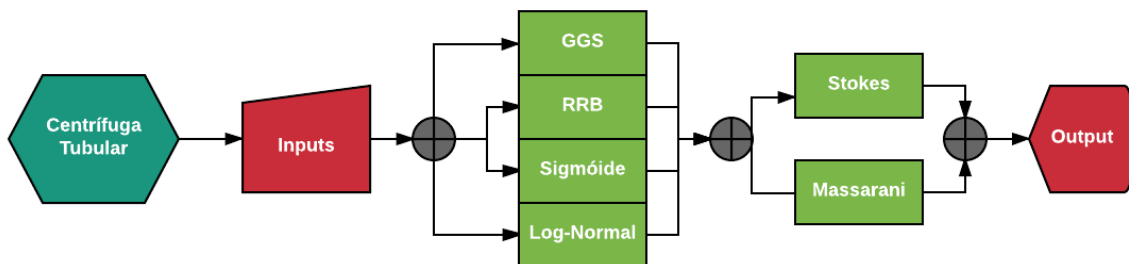 Centrífuga
Tubular
Inputs
GGS
RRB
Sigmóide
Log-Normal
Stokes
Massarani
Output